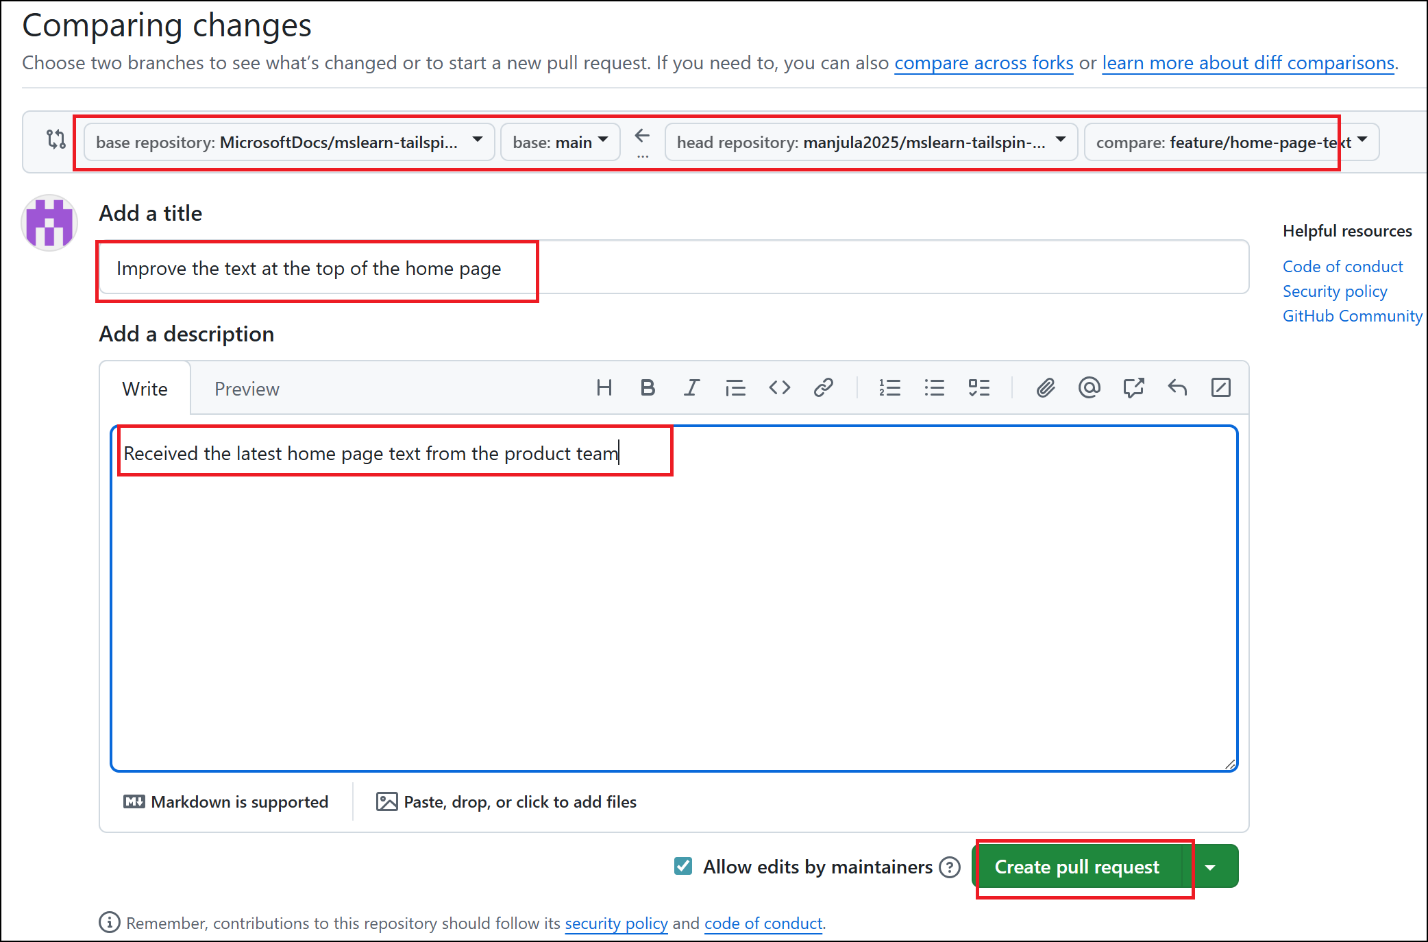 Comparing changes
Choose two branches to see what's changed or to start a new pull request. If you need to, you can also compare across forks or learn more about diff comparisons.
base repository: MicrosoftDocs/mslearn-tailspi... base: main ... head repository: manjula2025/mslearn-tailspin-... compare: feature/home-page-text
Add a title
Improve the text at the top of the home page
Helpful resources
Code of conduct
Security policy
GitHub Community
Add a description
Write Preview
Received the latest home page text from the product team
Markdown is supported Paste, drop, or click to add files
Allow edits by maintainers Create pull request
Remember, contributions to this repository should follow its security policy and code of conduct.